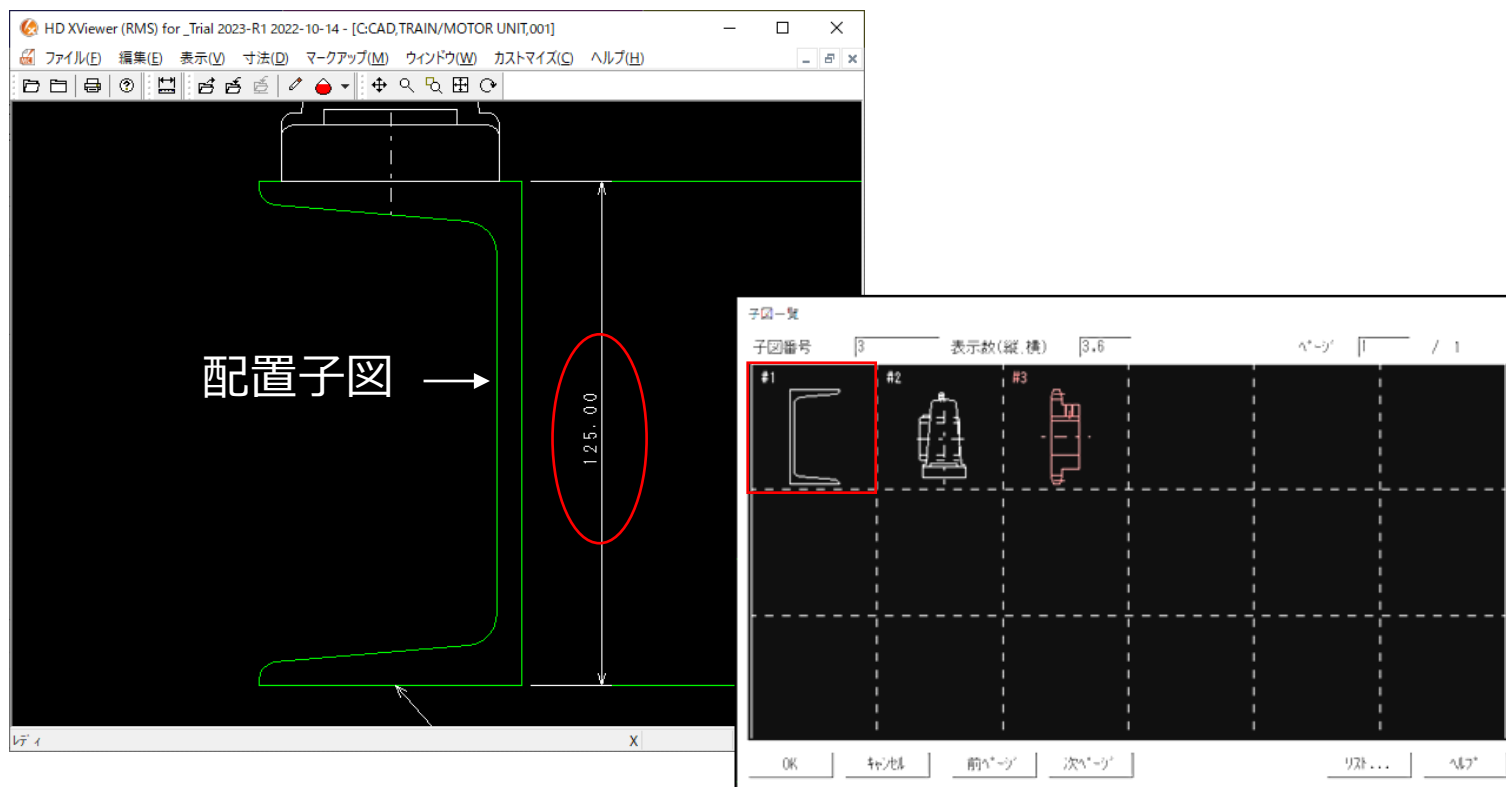 HD XViewer (RMS) for _Trial 2023-R1 2022-10-14 - [C:CAD,TRAIN/MOTOR UNIT,001]
ファイル(F) 編集(E) 表示(V) 寸法(D) マークアップ(M) ウィンドウ(W) カストマイズ(C) ヘルプ(H)
配置子図
125.00
ﾚﾃﾞｨ X
子図一覧
子図番号 3 表示数(縦,横) 3,6 ﾍﾟｰｼﾞ 1 / 1
#1 #2 #3
OK ｷｬﾝｾﾙ 前ﾍﾟｰｼﾞ 次ﾍﾟｰｼﾞ ﾘｽﾄ... ﾍﾙﾌﾟ